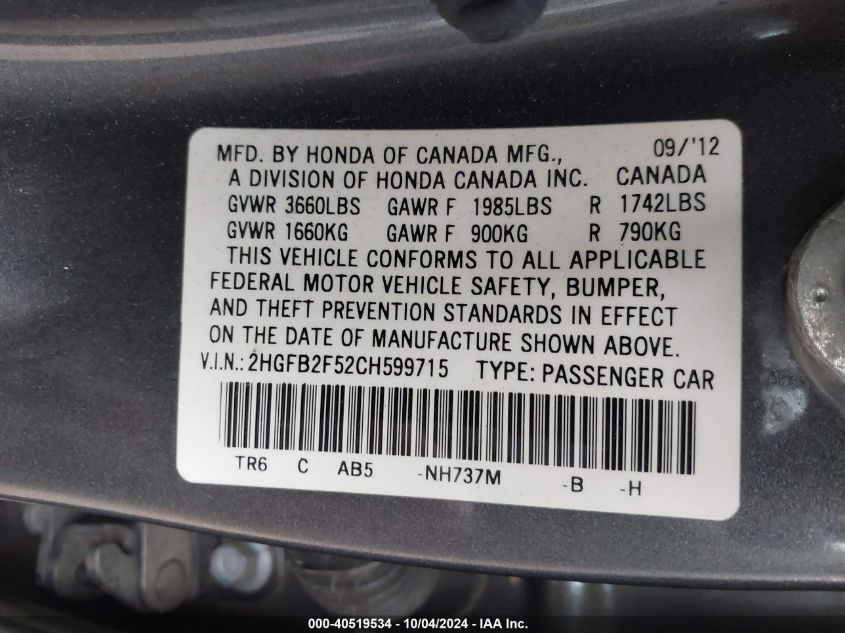 MFD. BY HONDA OF CANADA MFG., 09/'12
A DIVISION OF HONDA CANADA INC. CANADA
GVWR 3660LBS GAWR F 1985LBS R 1742LBS
GVWR 1660KG GAWR F 900KG R 790KG
THIS VEHICLE CONFORMS TO ALL APPLICABLE
FEDERAL MOTOR VEHICLE SAFETY, BUMPER,
AND THEFT PREVENTION STANDARDS IN EFFECT
ON THE DATE OF MANUFACTURE SHOWN ABOVE.
V.I.N.: 2HGFB2F52CH599715 TYPE: PASSENGER CAR
TR6 C AB5 -NH737M -B -H
000-40519534 - 10/04/2024 - IAA Inc.